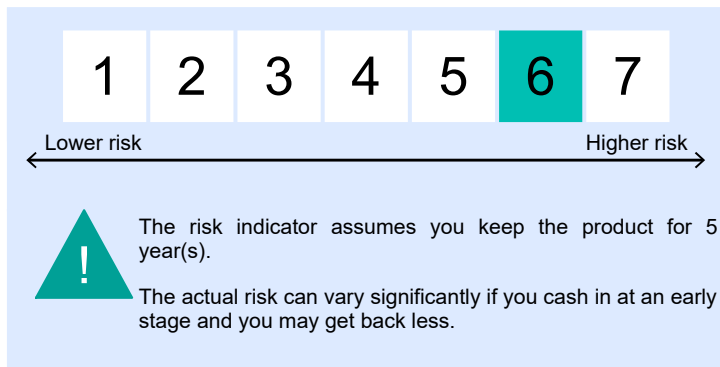 1 2 3 4 5 6 7
Lower risk Higher risk
!
The risk indicator assumes you keep the product for 5
year(s).
The actual risk can vary significantly if you cash in at an early
stage and you may get back less.